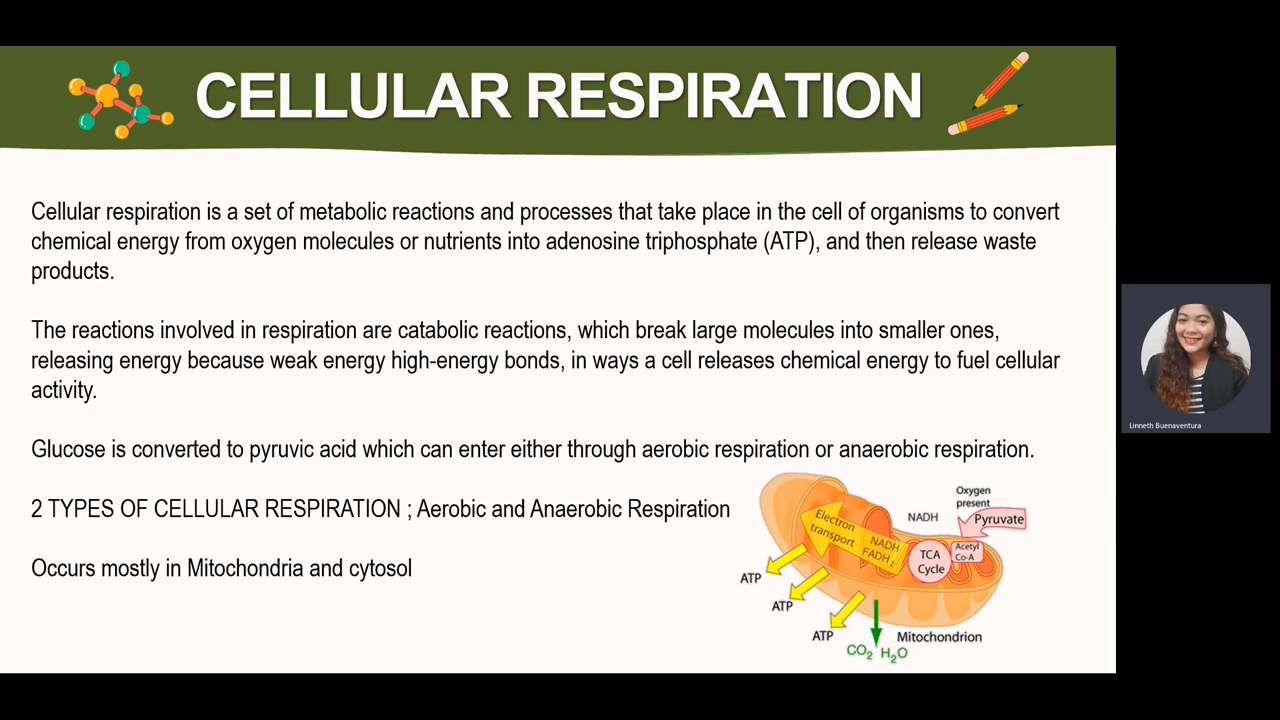 CELLULAR RESPIRATION
Cellular respiration is a set of metabolic reactions and processes that take place in the cell of organisms to convert
chemical energy from oxygen molecules or nutrients into adenosine triphosphate (ATP), and then release waste
products.
The reactions involved in respiration are catabolic reactions, which break large molecules into smaller ones,
releasing energy because weak energy high-energy bonds, in ways a cell releases chemical energy to fuel cellular
activity.
Glucose is converted to pyruvic acid which can enter either through aerobic respiration or anaerobic respiration.
2 TYPES OF CELLULAR RESPIRATION ; Aerobic and Anaerobic Respiration
Occurs mostly in Mitochondria and cytosol
Oxygen
present
Pyruvate
NADH
Electron
transport
NADH
FADH₂
TCA
Cycle
Acetyl
Co-A
ATP
ATP
ATP
Mitochondrion
CO₂ H₂O
Linneth Buenaventura